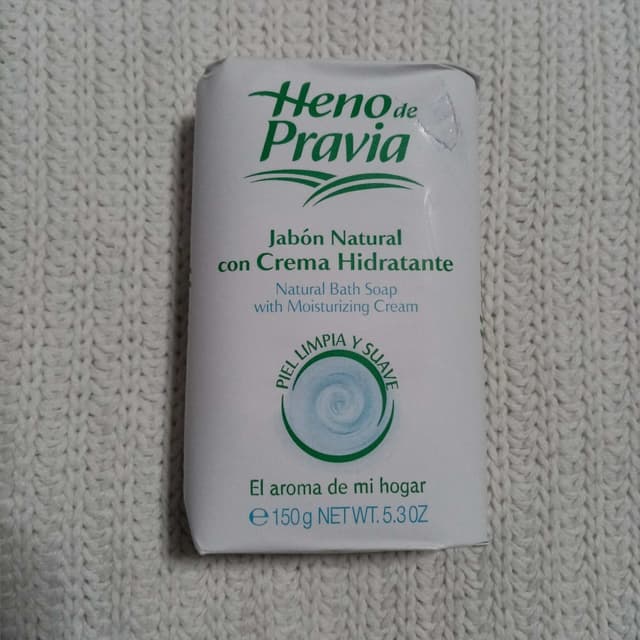 Heno de
Pravia
Jabón Natural
con Crema Hidratante
Natural Bath Soap
with Moisturizing Cream
PIEL LIMPIA Y SUAVE
El aroma de mi hogar
℮ 150 g NET WT. 5.3 OZ